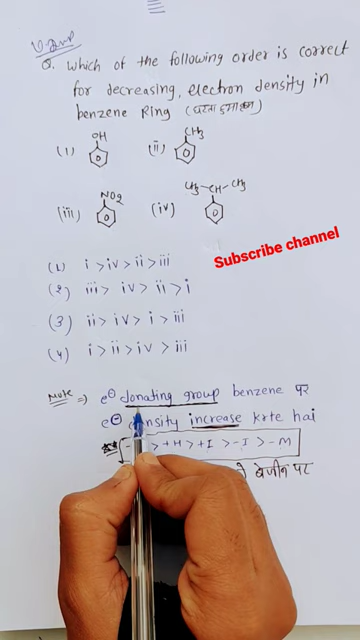 V.Imp
Q. Which of the following order is correct
for decreasing, electron density in
benzene Ring (घटता हुआ क्रम)
(i) OH
(ii) CH3
(iii) NO2
(iv) CH3-CH-CH3
Subscribe channel
(1) i > iv > ii > iii
(2) iii > iv > ii > i
(3) ii > iv > i > iii
(4) i > ii > iv > iii
Note ⇒ e⊖ donating group benzene पर
e⊖ density increase krte hai
> +H > +I > -I > -M
बेंजीन पर